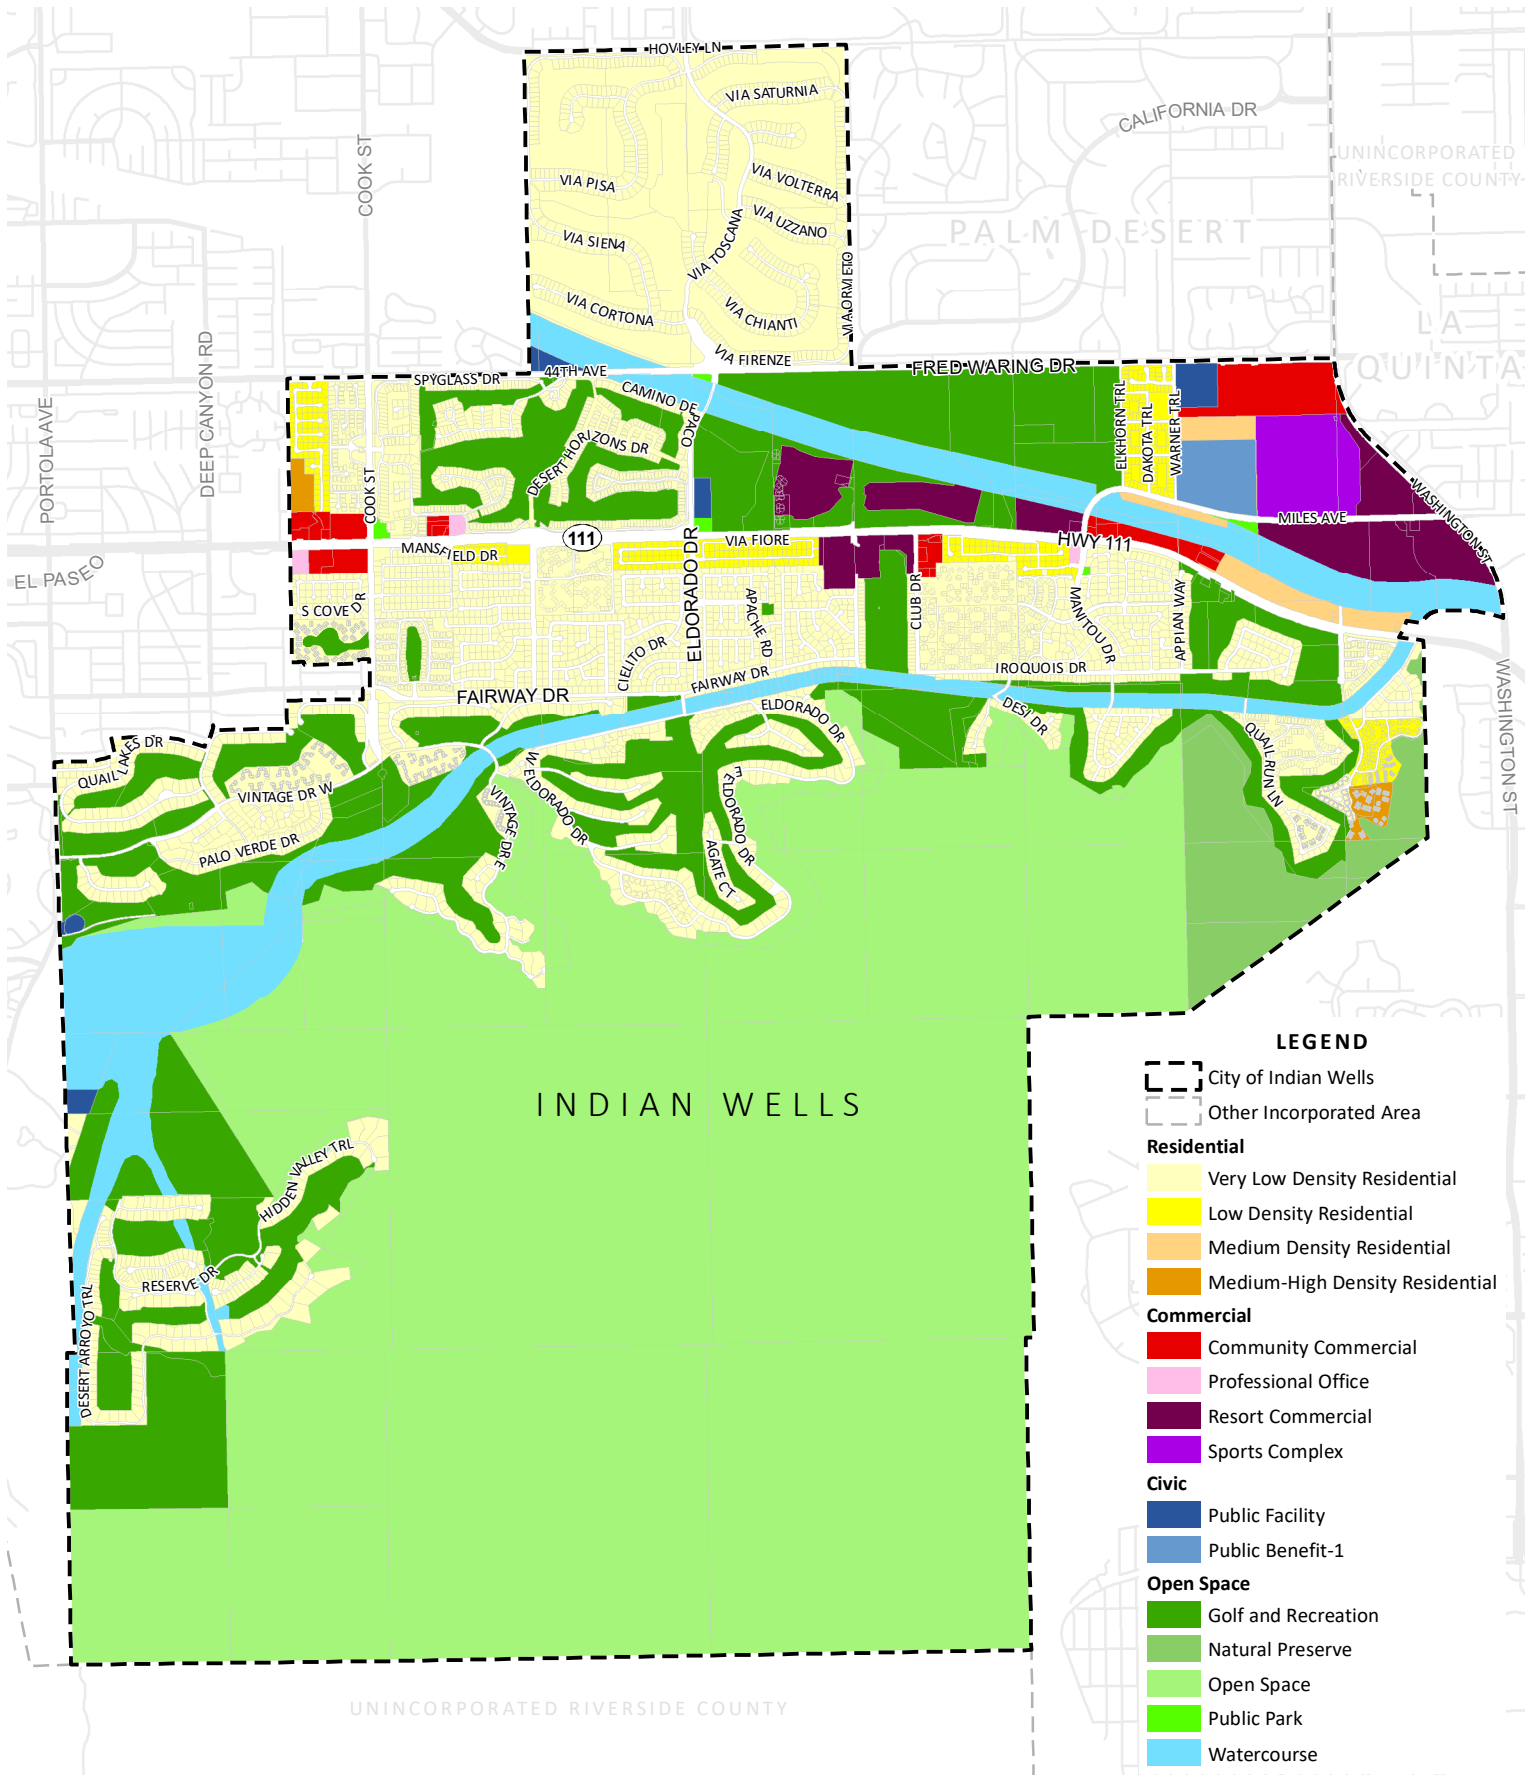 HOVLEY LN
VIA SATURNIA
CALIFORNIA DR
UNINCORPORATED
RIVERSIDE COUNTY
COOK ST
VIA PISA
VIA VOLTERRA
VIA UZZANO
PALM DESERT
VIA SIENA
VIA TOSCANA
VIA ORVIETO
VIA CORTONA
VIA CHIANTI
LA
QUINTA
VIA FIRENZE
FRED WARING DR
44TH AVE
SPYGLASS DR
CAMINO DE
PACO
PORTOLA AVE
DEEP CANYON RD
DESERT HORIZONS DR
ELKHORN TRL
DAKOTA TRL
WARNER TRL
COOK ST
WASHINGTON ST
MILES AVE
111
VIA FIORE
HWY 111
MANSFIELD DR
EL PASEO
ELDORADO DR
S COVE DR
APACHE RD
CLUB DR
MANITOU DR
APPIAN WAY
CIELITO DR
IROQUOIS DR
FAIRWAY DR
FAIRWAY DR
WASHINGTON ST
ELDORADO DR
DESI DR
QUAIL LAKES DR
QUAIL RUN LN
VINTAGE DR W
W ELDORADO DR
E ELDORADO DR
VINTAGE DR E
PALO VERDE DR
AGATE CT
INDIAN WELLS
HIDDEN VALLEY TRL
RESERVE DR
DESERT ARROYO TRL
UNINCORPORATED RIVERSIDE COUNTY
LEGEND
City of Indian Wells
Other Incorporated Area
Residential
Very Low Density Residential
Low Density Residential
Medium Density Residential
Medium-High Density Residential
Commercial
Community Commercial
Professional Office
Resort Commercial
Sports Complex
Civic
Public Facility
Public Benefit-1
Open Space
Golf and Recreation
Natural Preserve
Open Space
Public Park
Watercourse